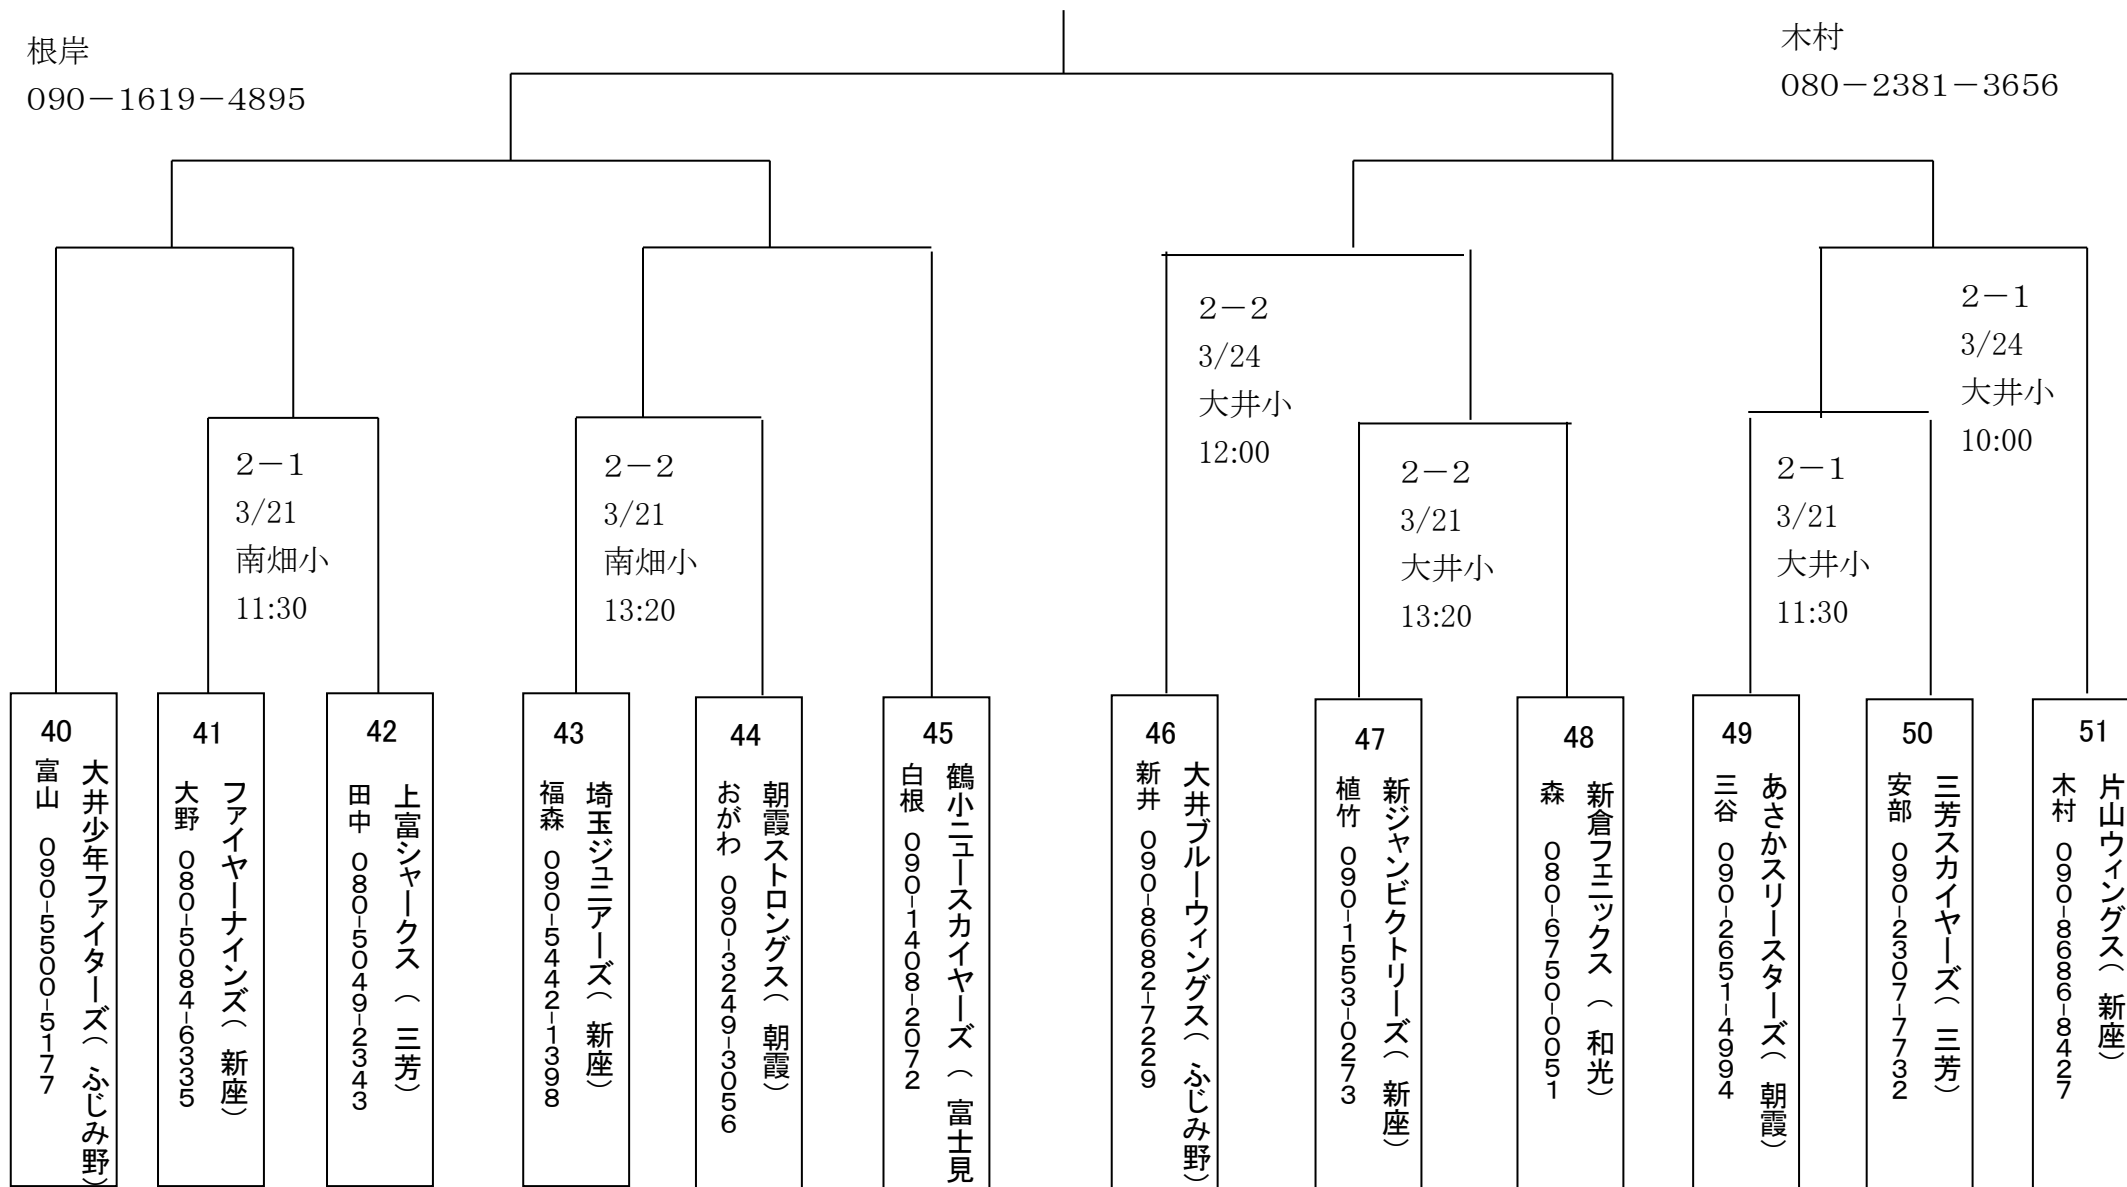 根岸
090－1619－4895
木村
080－2381－3656
2－2
3/24
大井小
12:00
2－1
3/24
大井小
10:00
2－1
3/21
南畑小
11:30
2－2
3/21
南畑小
13:20
2－2
3/21
大井小
13:20
2－1
3/21
大井小
11:30
40
大井少年ファイターズ（ふじみ野）
富山 090-5500-5177
41
ファイヤーナインズ（新座）
大野 080-5084-6335
42
上富シャークス （三芳）
田中 080-5049-2343
43
埼玉ジュニアーズ（新座）
福森 090-5442-1398
44
朝霞ストロングス（朝霞）
おがわ 090-3249-3056
45
鶴小ニュースカイヤーズ （富士見
白根 090-1408-2072
46
大井ブルーウィングス（ふじみ野）
新井 090-8682-7229
47
新ジャンビクトリーズ（新座）
植竹 090-1553-0273
48
新倉フェニックス （和光）
森 080-6750-0051
49
あさかスリースターズ（朝霞）
三谷 090-2651-4994
50
三芳スカイヤーズ（三芳）
安部 090-2307-7732
51
片山ウィングス（新座）
木村 090-8686-8427